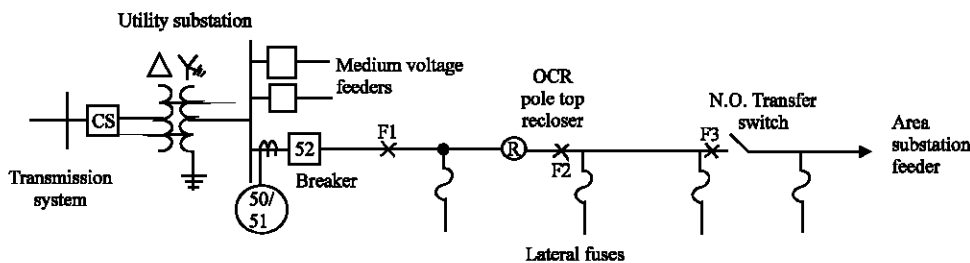 Utility substation
Medium voltage
feeders
OCR
pole top
recloser
N.O. Transfer
switch
CS
52
F1
R
F2
F3
Area
substation
feeder
Transmission
system
Breaker
50/
51
Lateral fuses